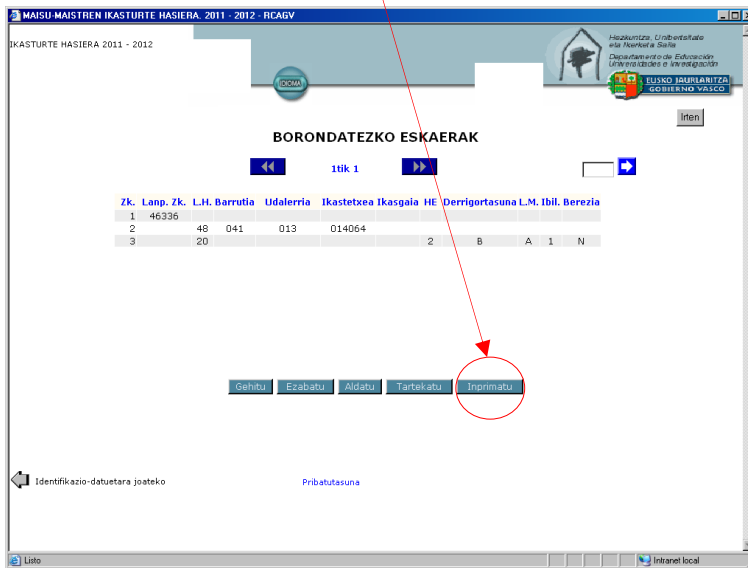 MAISU-MAISTREN IKASTURTE HASIERA. 2011 - 2012 - RCAGV
IKASTURTE HASIERA 2011 - 2012
IDIOMA
Hezkuntza, Unibertsitate
eta Ikerketa Saila
Departamento de Educación
Universidades e Investigación
EUSKO JAURLARITZA
GOBIERNO VASCO
Irten
BORONDATEZKO ESKAERAK
1tik 1
Zk. Lanp. Zk. L.H. Barrutia Udalerria Ikastetxea Ikasgaia HE Derrigortasuna L.M. Ibil. Berezia
1 46336
2 48 041 013 014064
3 20 2 B A 1 N
Gehitu Ezabatu Aldatu Tartekatu Inprimatu
Identifikazio-datuetara joateko
Pribatutasuna
Listo
Intranet local